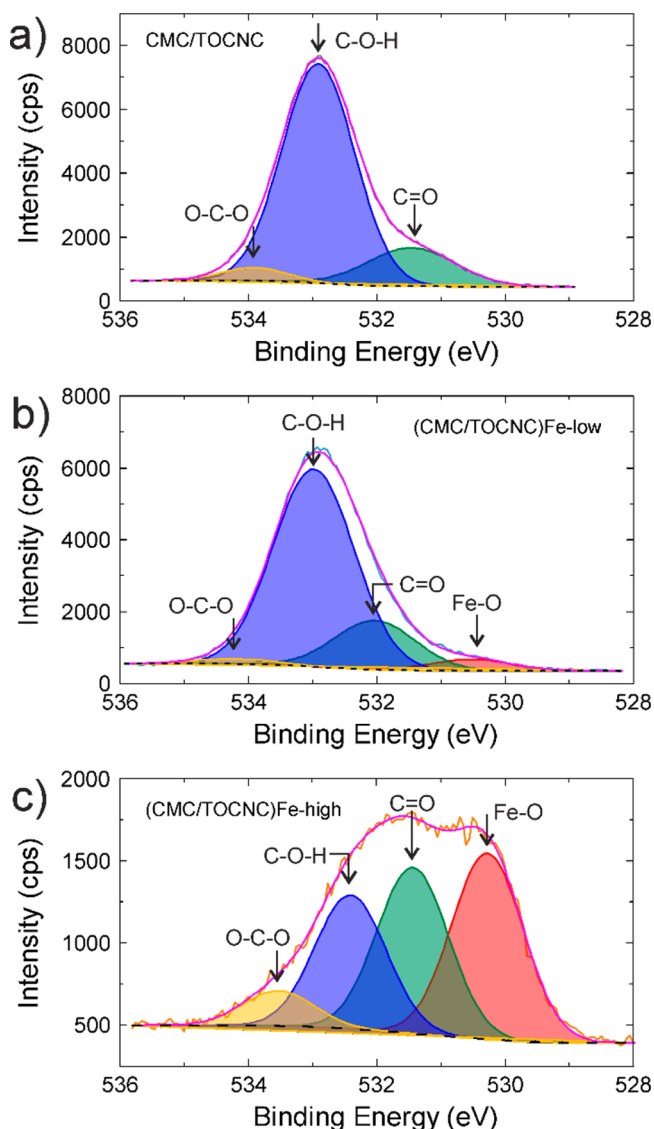 a)
CMC/TOCNC
C-O-H
O-C-O
C=O
Intensity (cps)
8000
6000
4000
2000
0
536 534 532 530 528
Binding Energy (eV)
b)
(CMC/TOCNC)Fe-low
C-O-H
O-C-O
C=O
Fe-O
Intensity (cps)
8000
6000
4000
2000
0
536 534 532 530 528
Binding Energy (eV)
c)
(CMC/TOCNC)Fe-high
C=O
Fe-O
C-O-H
O-C-O
Intensity (cps)
2000
1500
1000
500
536 534 532 530 528
Binding Energy (eV)